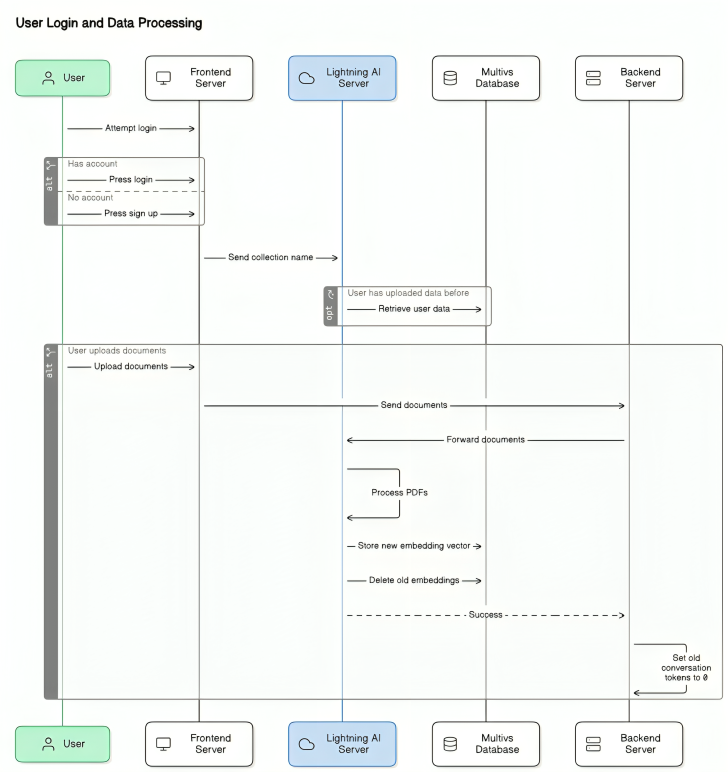 User Login and Data Processing
User
Frontend
Server
Lightning AI
Server
Multivs
Database
Backend
Server
Attempt login
alt
Has account
Press login
No account
Press sign up
Send collection name
opt
User has uploaded data before
Retrieve user data
alt
User uploads documents
Upload documents
Send documents
Forward documents
Process PDFs
Store new embedding vector
Delete old embeddings
Success
Set old
conversation
tokens to 0
User
Frontend
Server
Lightning AI
Server
Multivs
Database
Backend
Server